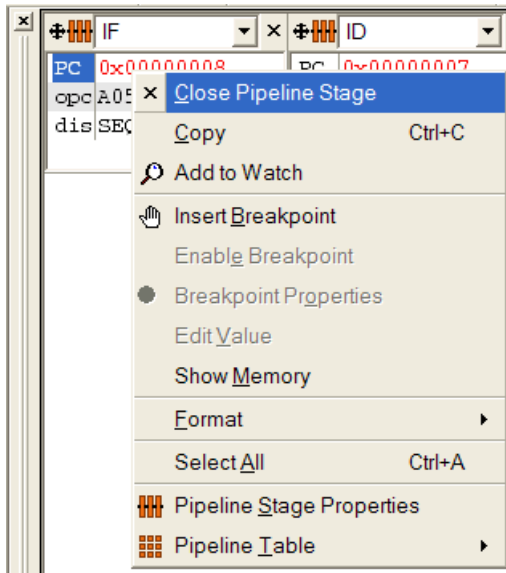 IF ID
PC 0x00000008 PC 0x00000007
opc A05
dis SEQ
Close Pipeline Stage
Copy Ctrl+C
Add to Watch
Insert Breakpoint
Enable Breakpoint
Breakpoint Properties
Edit Value
Show Memory
Format
Select All Ctrl+A
Pipeline Stage Properties
Pipeline Table